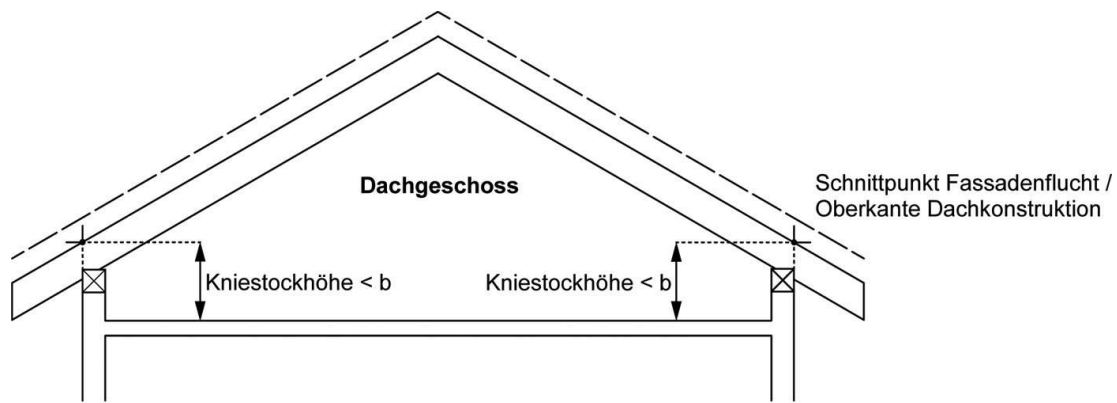 Dachgeschoss
Schnittpunkt Fassadenflucht /
Oberkante Dachkonstruktion
Kniestockhöhe < b
Kniestockhöhe < b